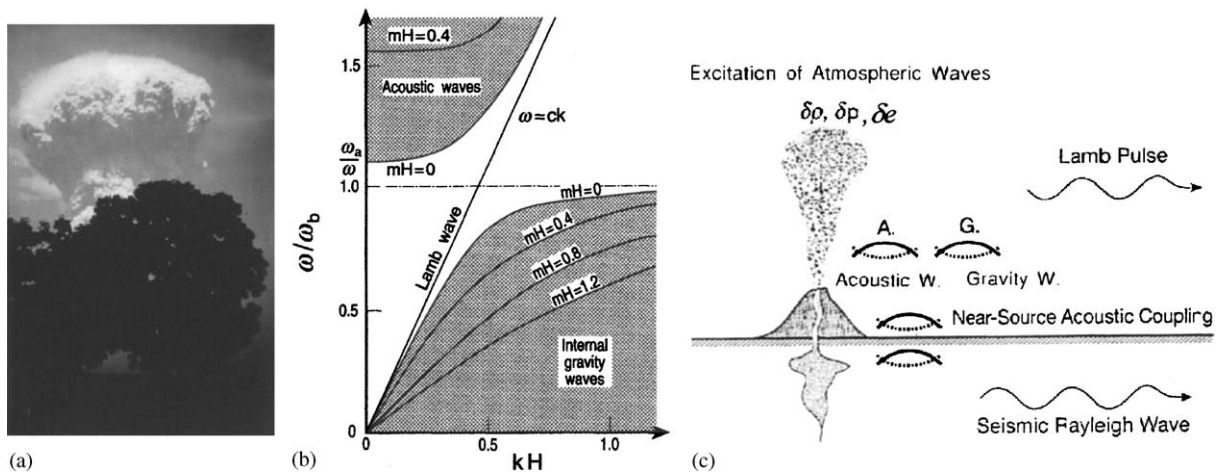 (a)
(b)
ω/ω_b
1.5
ω_a
ω
1.0
0.5
0
mH=0.4
Acoustic waves
mH=0
ω≃ck
Lamb wave
mH=0
mH=0.4
mH=0.8
mH=1.2
Internal
gravity
waves
0
0.5
1.0
kH
(c)
Excitation of Atmospheric Waves
δρ, δp, δe
Lamb Pulse
A.
G.
Acoustic W.
Gravity W.
Near-Source Acoustic Coupling
Seismic Rayleigh Wave